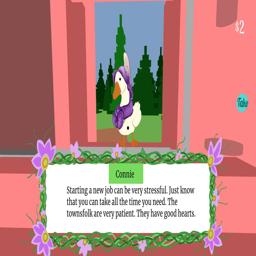 $2
Take
Connie
Starting a new job can be very stressful. Just know
that you can take all the time you need. The
townsfolk are very patient. They have good hearts.